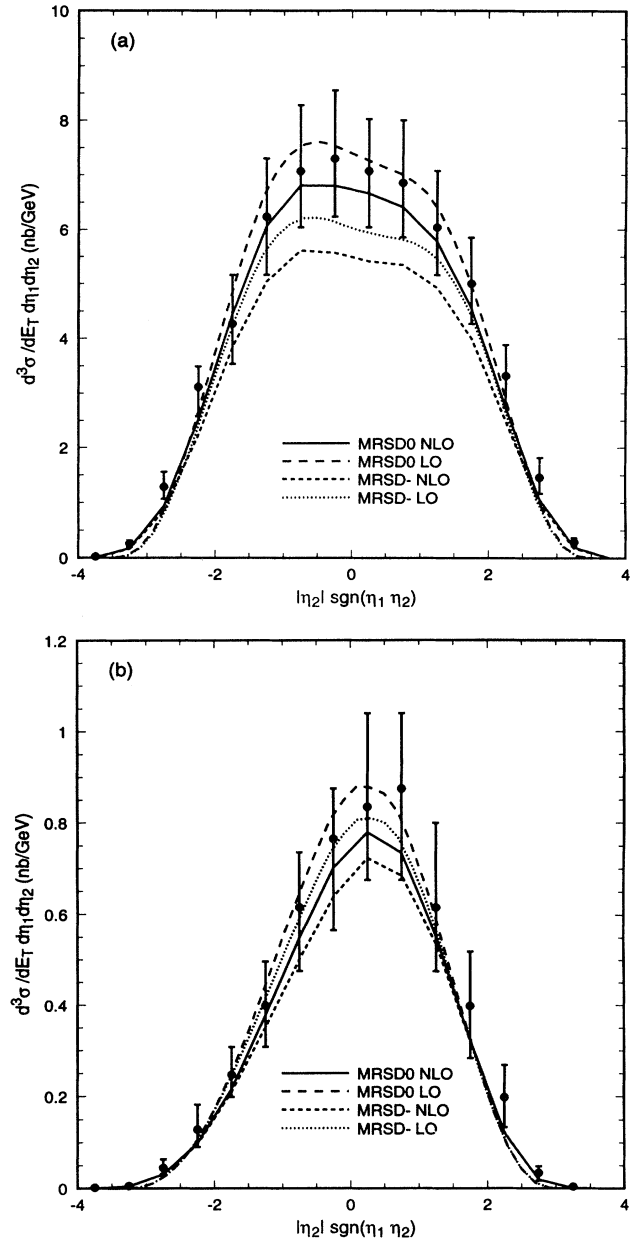 10
(a)
8
6
d³σ/dE_T dη₁dη₂ (nb/GeV)
4
MRSD0 NLO
MRSD0 LO
MRSD- NLO
MRSD- LO
2
0
-4 -2 0 2 4
|η₂| sgn(η₁ η₂)
1.2
(b)
1
0.8
d³σ/dE_T dη₁dη₂ (nb/GeV)
0.6
0.4
MRSD0 NLO
MRSD0 LO
MRSD- NLO
MRSD- LO
0.2
0
-4 -2 0 2 4
|η₂| sgn(η₁ η₂)